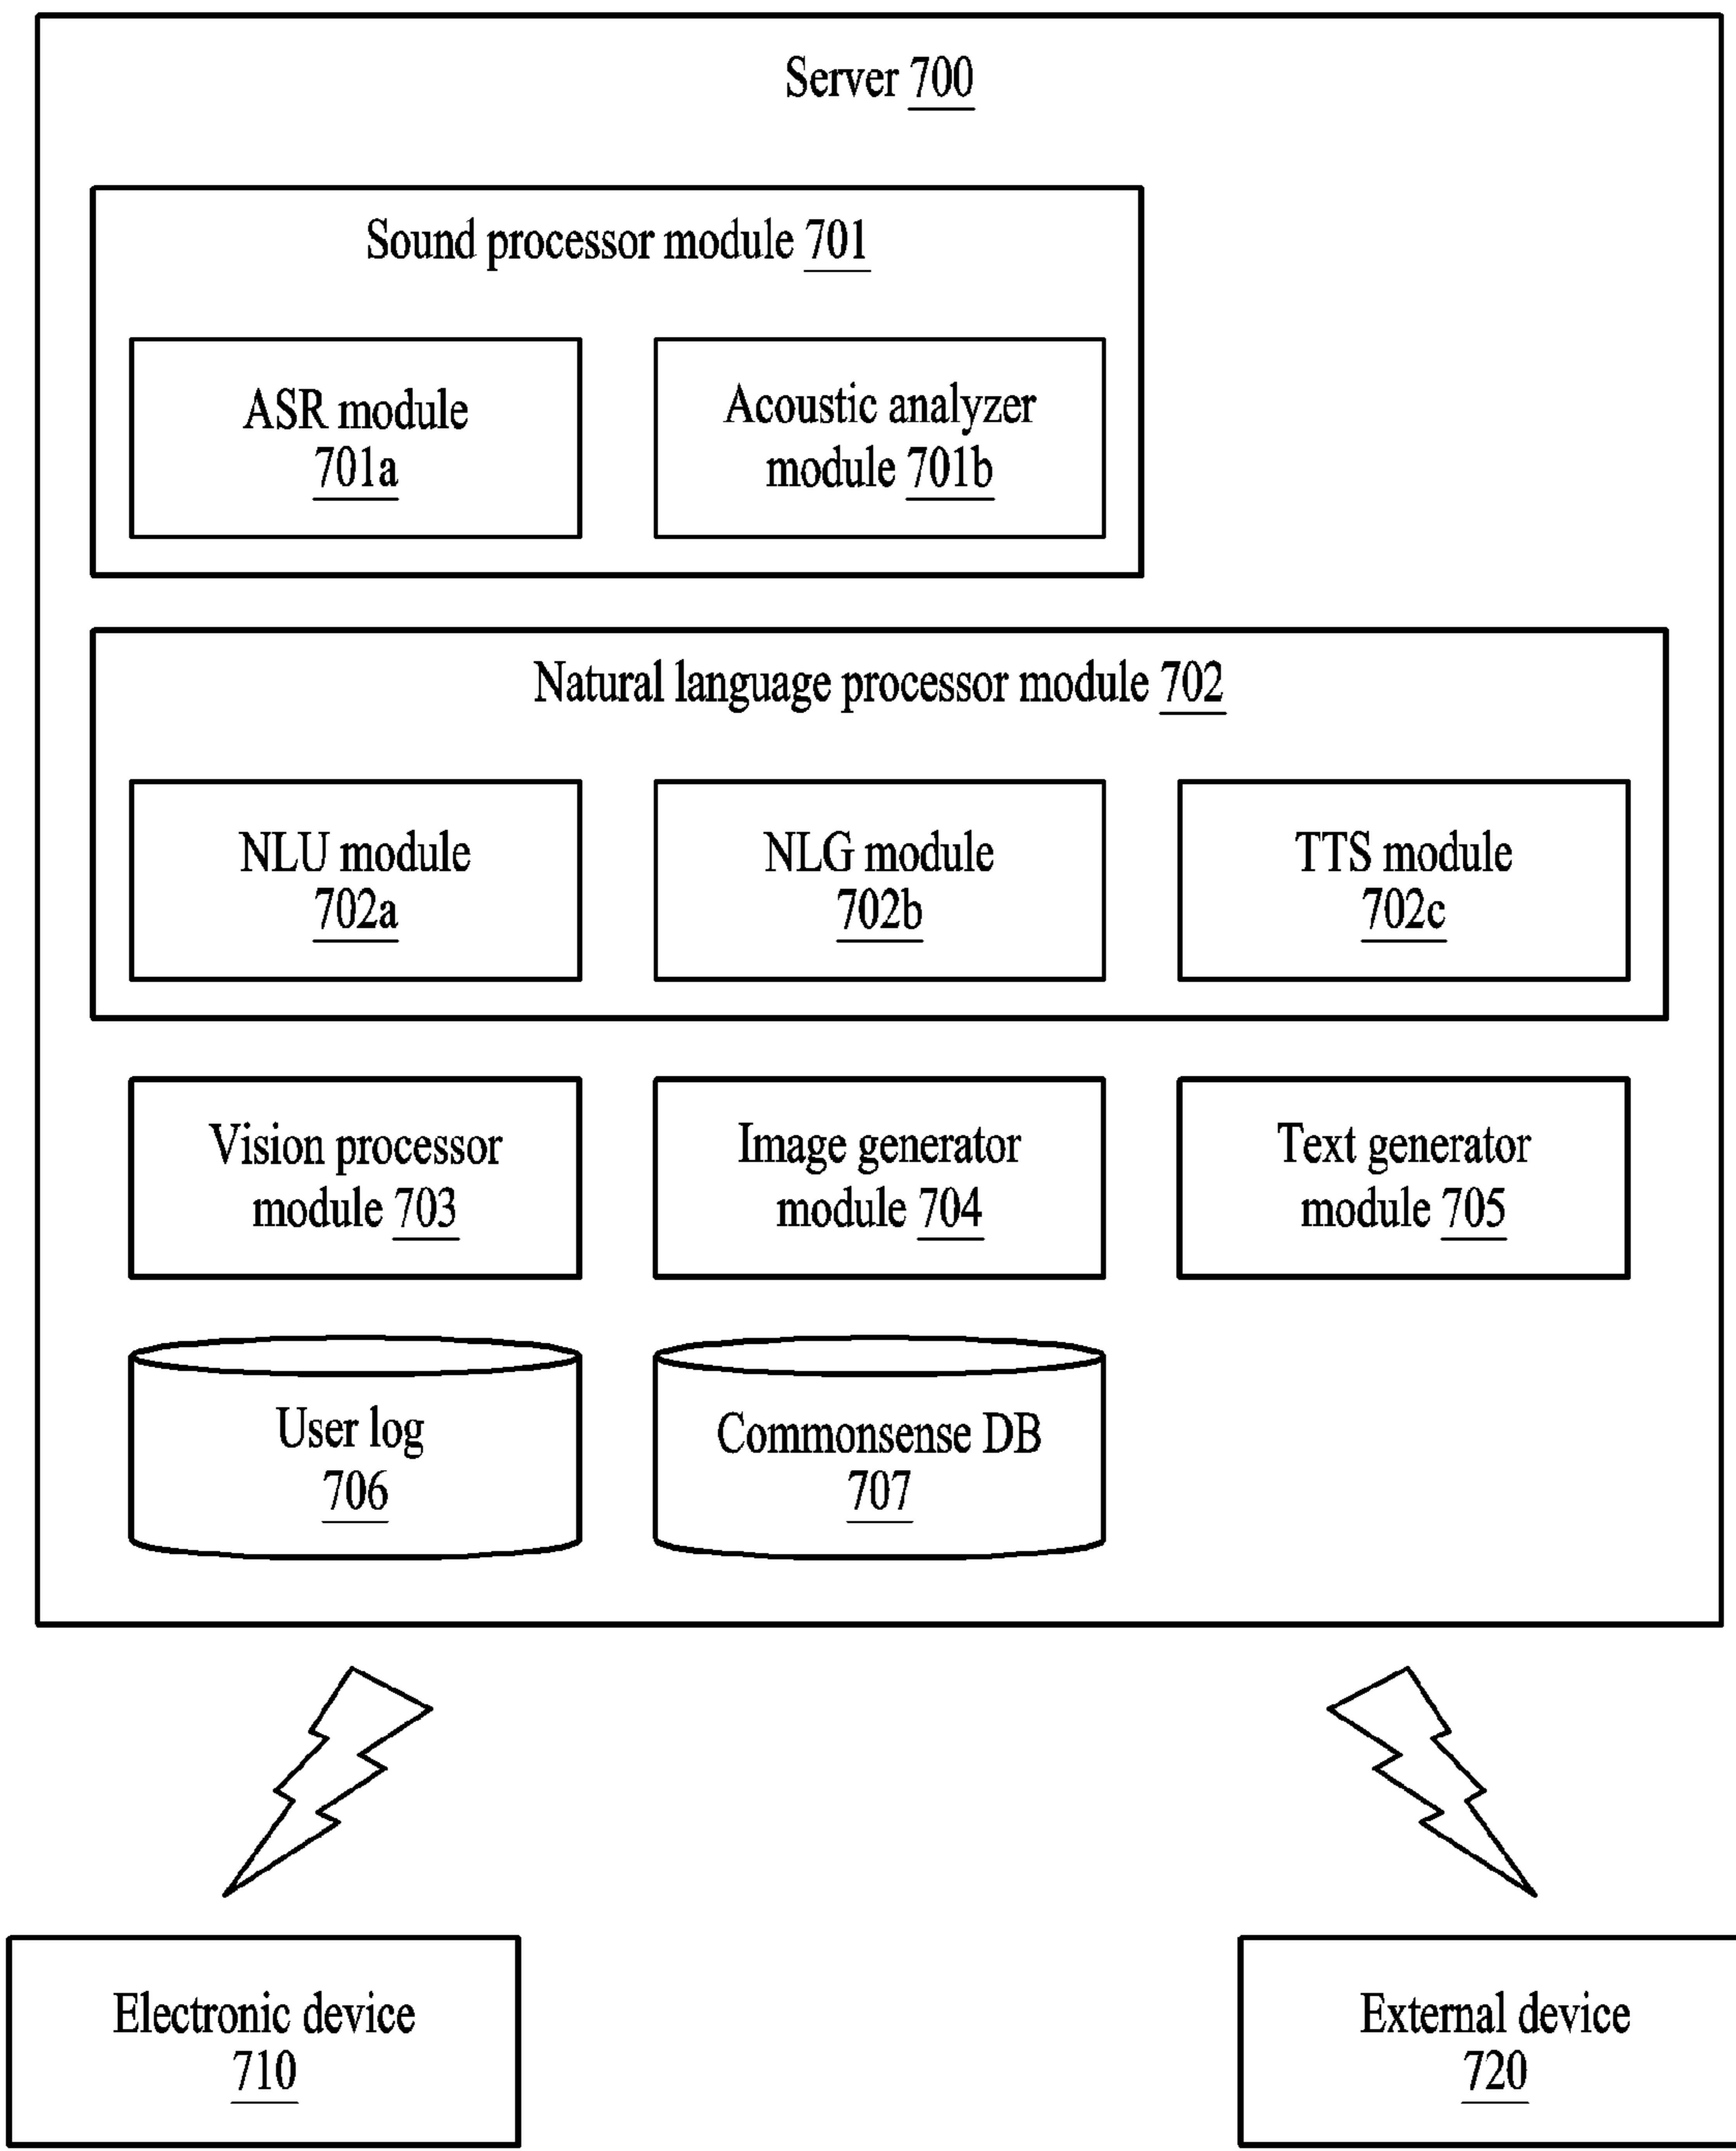 Server 700
Sound processor module 701
ASR module
701a
Acoustic analyzer
module 701b
Natural language processor module 702
NLU module
702a
NLG module
702b
TTS module
702c
Vision processor
module 703
Image generator
module 704
Text generator
module 705
User log
706
Commonsense DB
707
Electronic device
710
External device
720